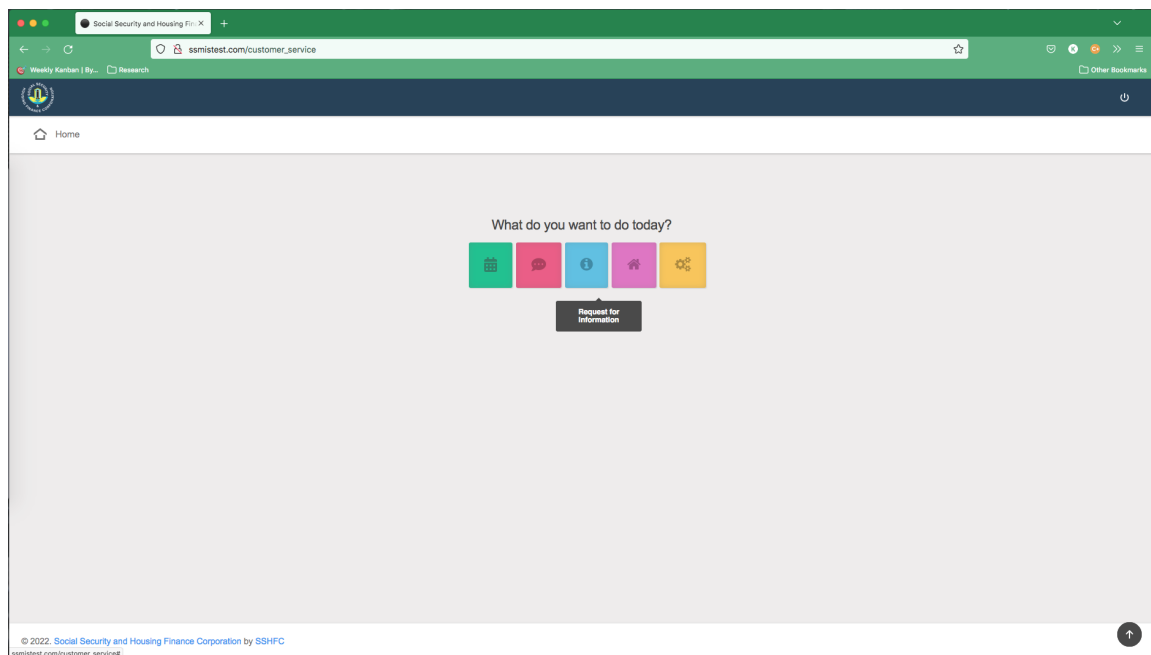 Social Security and Housing Fin
ssmistest.com/customer_service
Weekly Kanban | By...
Research
Other Bookmarks
Home
What do you want to do today?
Request for
Information
© 2022. Social Security and Housing Finance Corporation by SSHFC
ssmistest.com/customer_service#